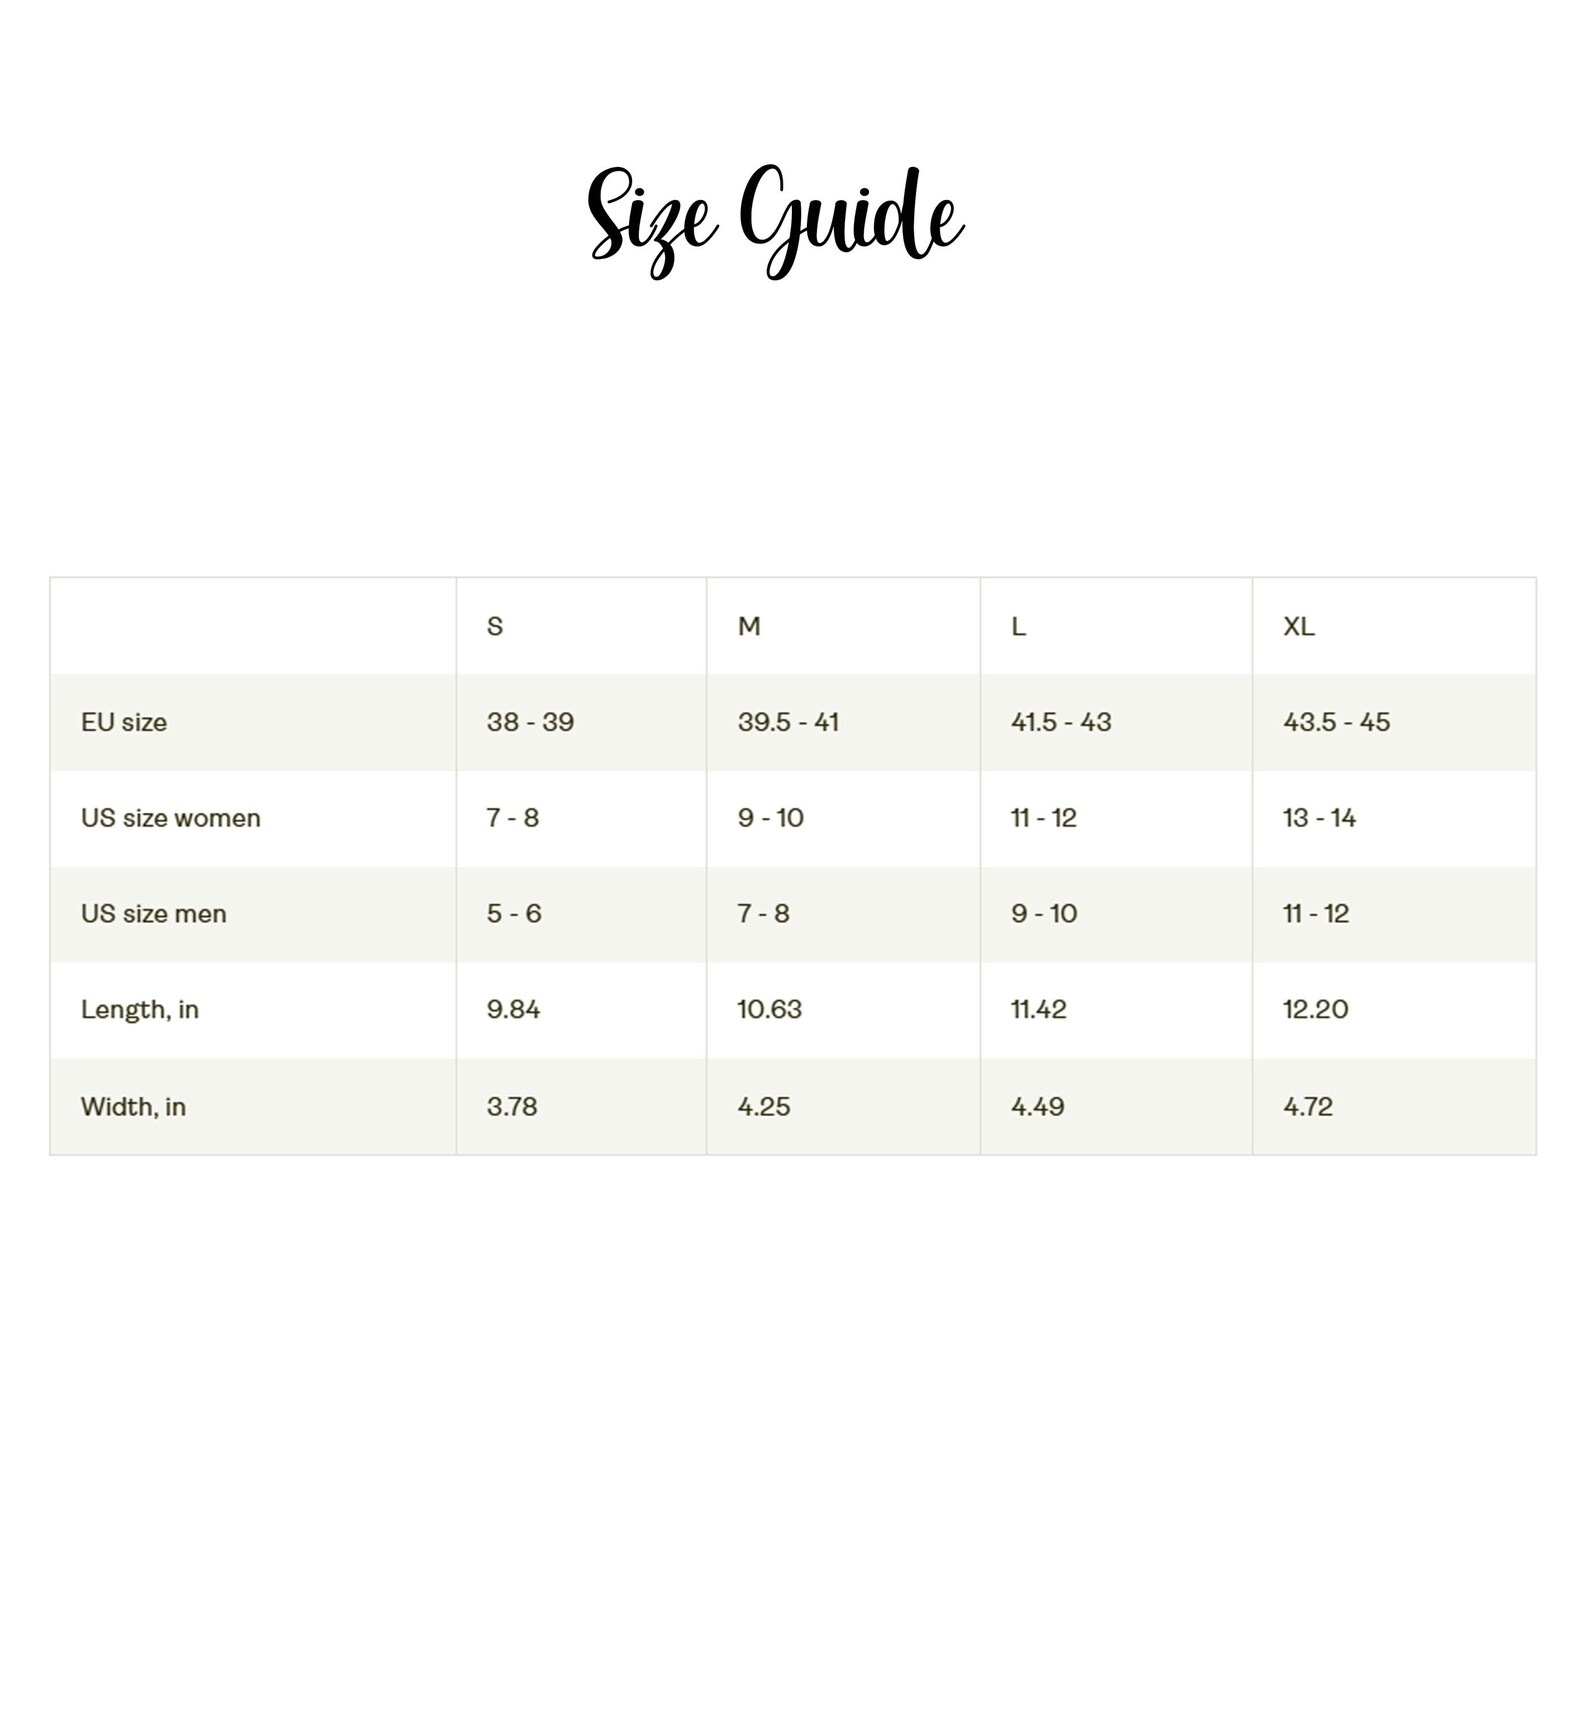 Size Guide
S M L XL
EU size 38 - 39 39.5 - 41 41.5 - 43 43.5 - 45
US size women 7 - 8 9 - 10 11 - 12 13 - 14
US size men 5 - 6 7 - 8 9 - 10 11 - 12
Length, in 9.84 10.63 11.42 12.20
Width, in 3.78 4.25 4.49 4.72